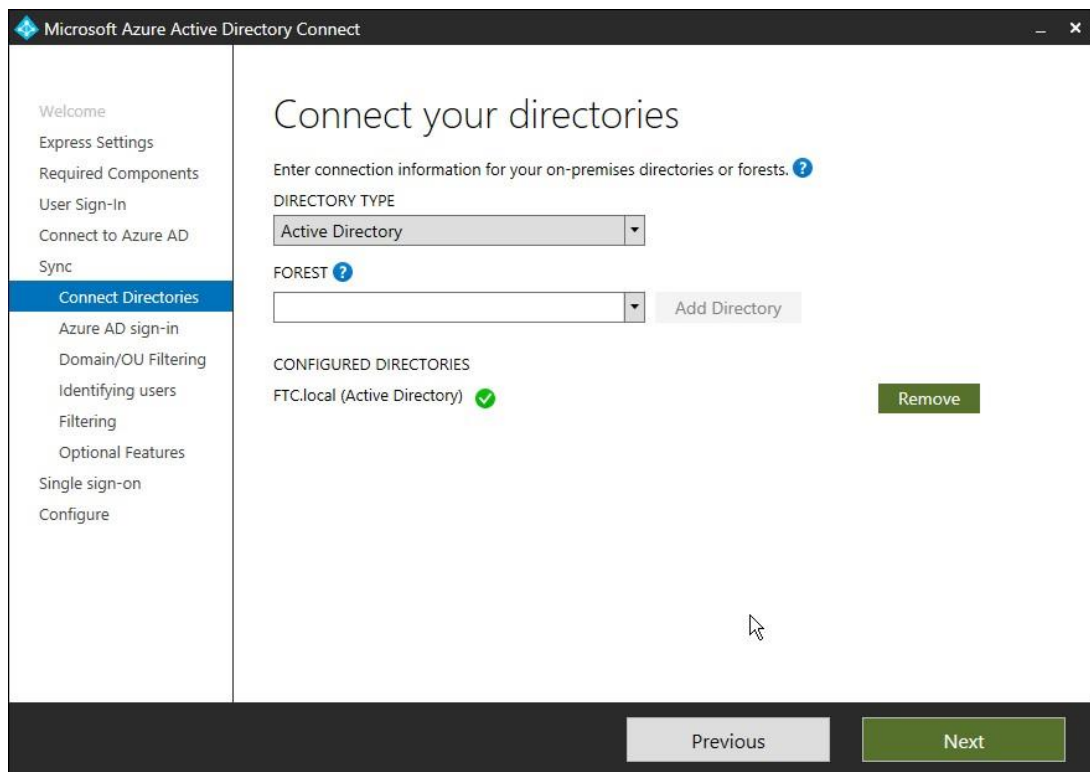 Microsoft Azure Active Directory Connect
Welcome
Express Settings
Required Components
User Sign-In
Connect to Azure AD
Sync
Connect Directories
Azure AD sign-in
Domain/OU Filtering
Identifying users
Filtering
Optional Features
Single sign-on
Configure
Connect your directories
Enter connection information for your on-premises directories or forests. ?
DIRECTORY TYPE
Active Directory
FOREST ?
Add Directory
CONFIGURED DIRECTORIES
FTC.local (Active Directory)
Remove
Previous
Next